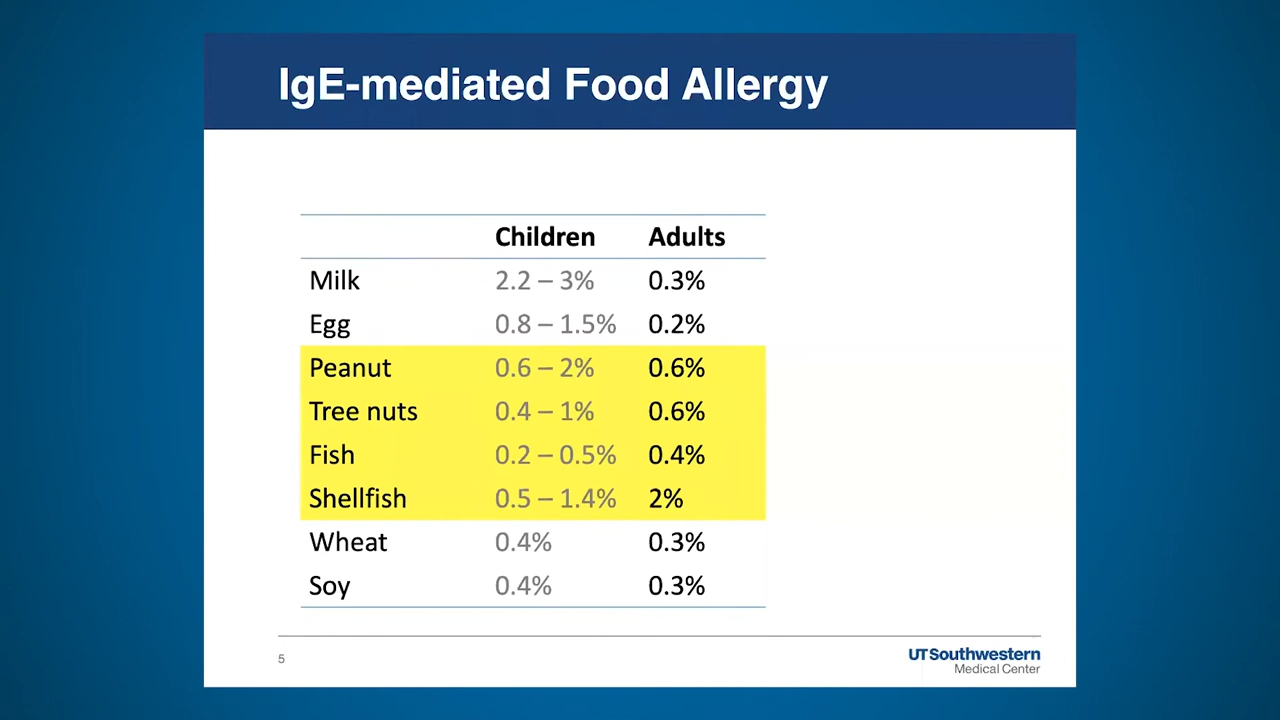 IgE-mediated Food Allergy
Children Adults
Milk 2.2 – 3% 0.3%
Egg 0.8 – 1.5% 0.2%
Peanut 0.6 – 2% 0.6%
Tree nuts 0.4 – 1% 0.6%
Fish 0.2 – 0.5% 0.4%
Shellfish 0.5 – 1.4% 2%
Wheat 0.4% 0.3%
Soy 0.4% 0.3%
5
UTSouthwestern
Medical Center